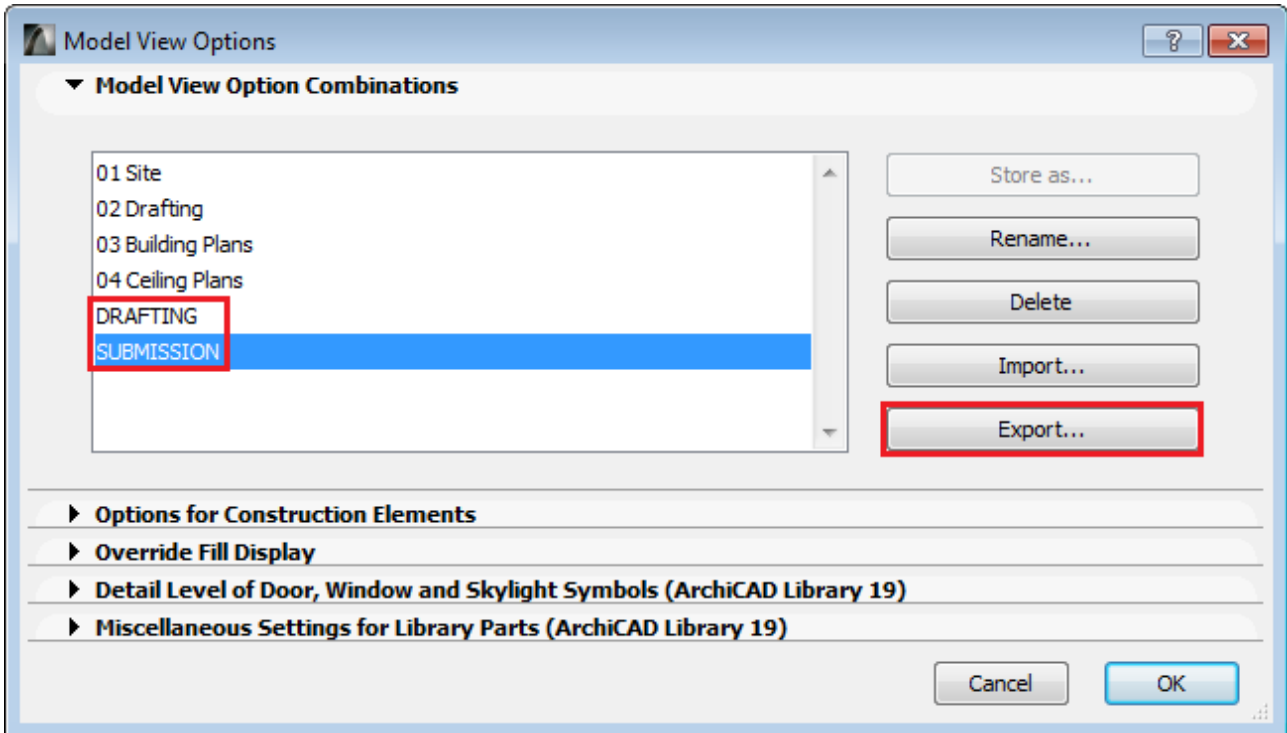 Model View Options
Model View Option Combinations
01 Site
02 Drafting
03 Building Plans
04 Ceiling Plans
DRAFTING
SUBMISSION
Store as...
Rename...
Delete
Import...
Export...
Options for Construction Elements
Override Fill Display
Detail Level of Door, Window and Skylight Symbols (ArchiCAD Library 19)
Miscellaneous Settings for Library Parts (ArchiCAD Library 19)
Cancel
OK